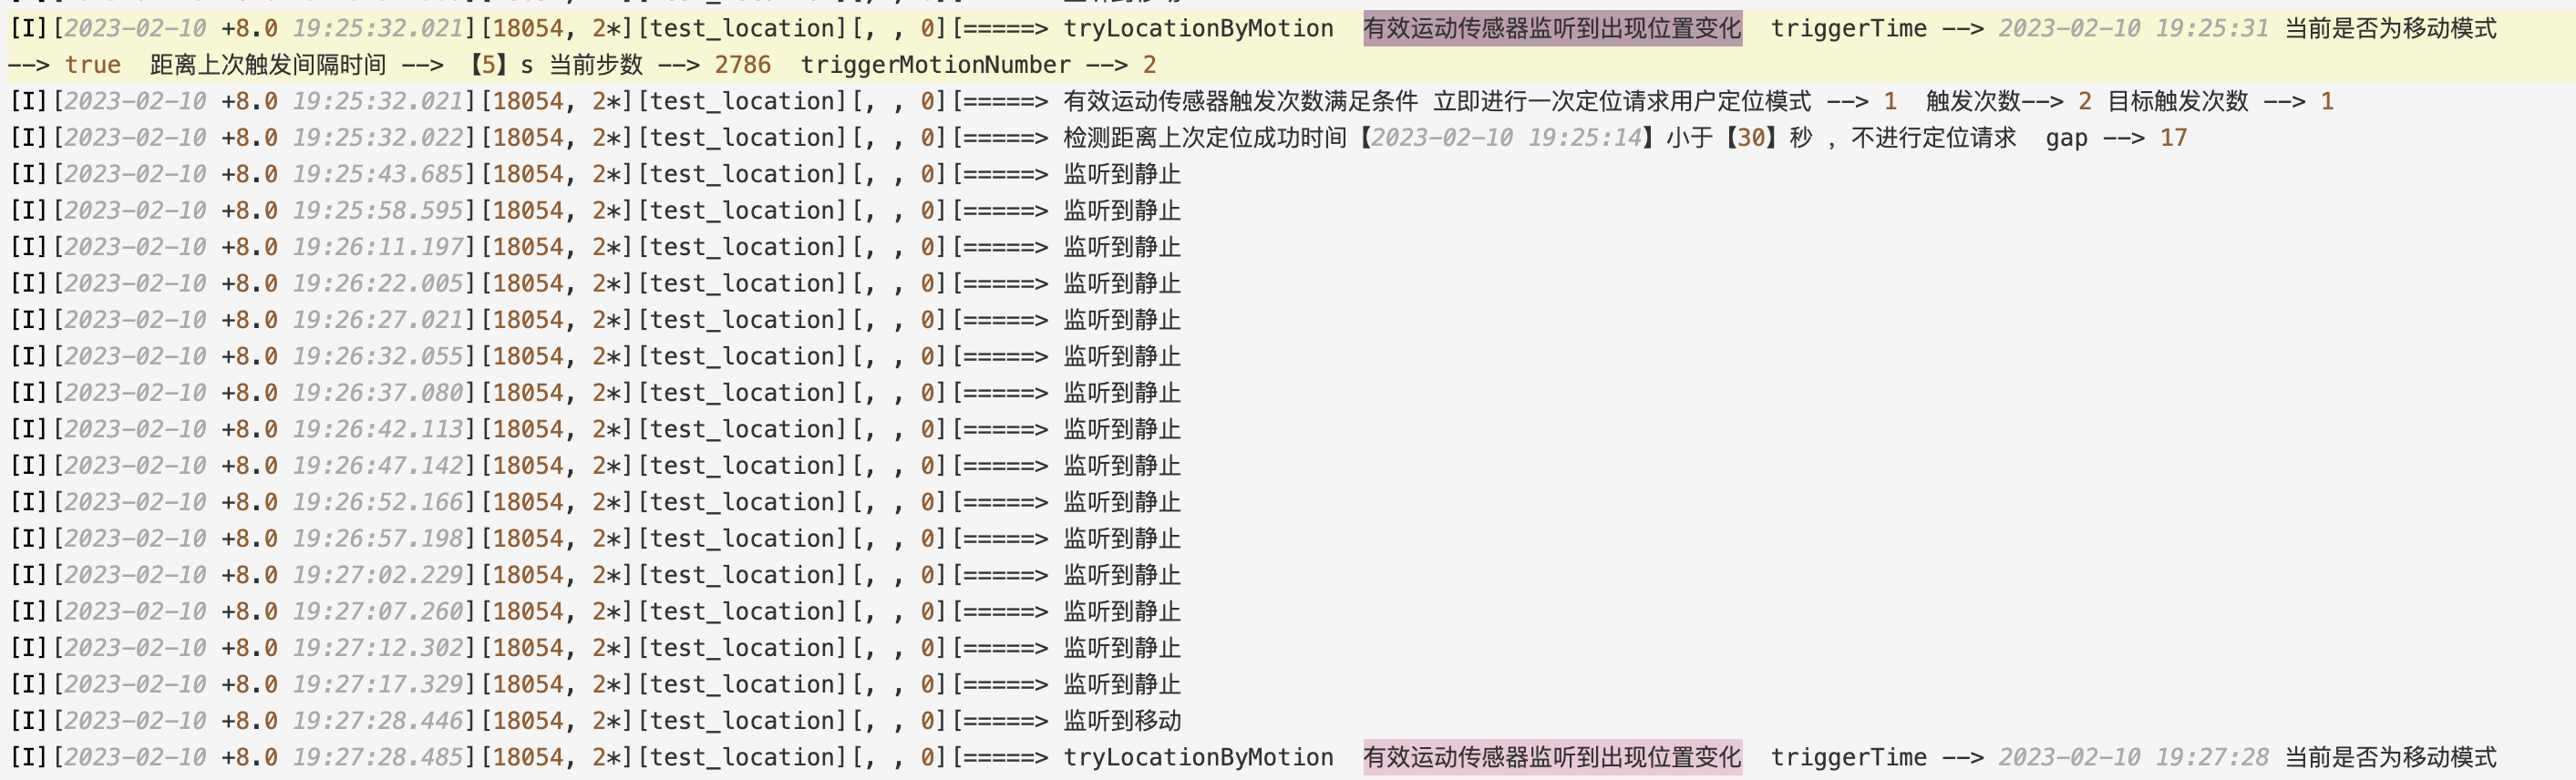 [I][2023-02-10 +8.0 19:25:32.021][18054, 2*][test_location][, , 0][=====> tryLocationByMotion  有效运动传感器监听到出现位置变化  triggerTime --> 2023-02-10 19:25:31 当前是否为移动模式
--> true  距离上次触发间隔时间 --> 【5】s 当前步数 --> 2786  triggerMotionNumber --> 2
[I][2023-02-10 +8.0 19:25:32.021][18054, 2*][test_location][, , 0][=====> 有效运动传感器触发次数满足条件 立即进行一次定位请求用户定位模式 --> 1  触发次数--> 2 目标触发次数 --> 1
[I][2023-02-10 +8.0 19:25:32.022][18054, 2*][test_location][, , 0][=====> 检测距离上次定位成功时间【2023-02-10 19:25:14】小于【30】秒 ，不进行定位请求  gap --> 17
[I][2023-02-10 +8.0 19:25:43.685][18054, 2*][test_location][, , 0][=====> 监听到静止
[I][2023-02-10 +8.0 19:25:58.595][18054, 2*][test_location][, , 0][=====> 监听到静止
[I][2023-02-10 +8.0 19:26:11.197][18054, 2*][test_location][, , 0][=====> 监听到静止
[I][2023-02-10 +8.0 19:26:22.005][18054, 2*][test_location][, , 0][=====> 监听到静止
[I][2023-02-10 +8.0 19:26:27.021][18054, 2*][test_location][, , 0][=====> 监听到静止
[I][2023-02-10 +8.0 19:26:32.055][18054, 2*][test_location][, , 0][=====> 监听到静止
[I][2023-02-10 +8.0 19:26:37.080][18054, 2*][test_location][, , 0][=====> 监听到静止
[I][2023-02-10 +8.0 19:26:42.113][18054, 2*][test_location][, , 0][=====> 监听到静止
[I][2023-02-10 +8.0 19:26:47.142][18054, 2*][test_location][, , 0][=====> 监听到静止
[I][2023-02-10 +8.0 19:26:52.166][18054, 2*][test_location][, , 0][=====> 监听到静止
[I][2023-02-10 +8.0 19:26:57.198][18054, 2*][test_location][, , 0][=====> 监听到静止
[I][2023-02-10 +8.0 19:27:02.229][18054, 2*][test_location][, , 0][=====> 监听到静止
[I][2023-02-10 +8.0 19:27:07.260][18054, 2*][test_location][, , 0][=====> 监听到静止
[I][2023-02-10 +8.0 19:27:12.302][18054, 2*][test_location][, , 0][=====> 监听到静止
[I][2023-02-10 +8.0 19:27:17.329][18054, 2*][test_location][, , 0][=====> 监听到静止
[I][2023-02-10 +8.0 19:27:28.446][18054, 2*][test_location][, , 0][=====> 监听到移动
[I][2023-02-10 +8.0 19:27:28.485][18054, 2*][test_location][, , 0][=====> tryLocationByMotion  有效运动传感器监听到出现位置变化  triggerTime --> 2023-02-10 19:27:28 当前是否为移动模式